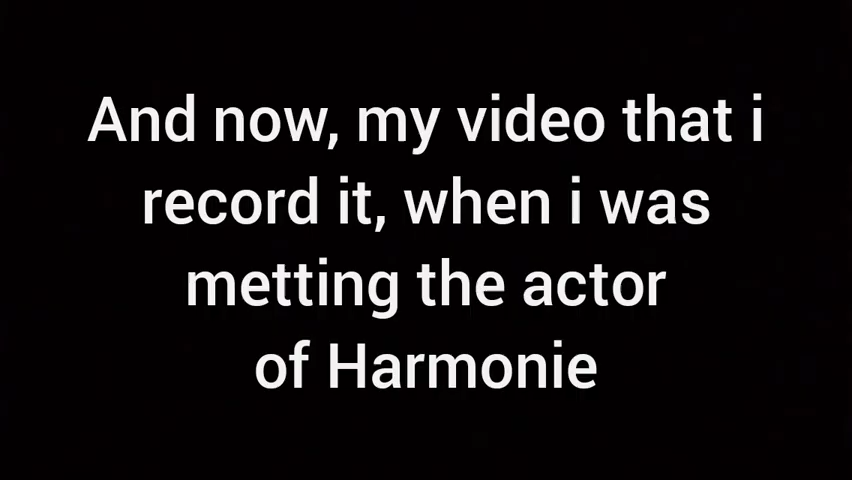 And now, my video that i
record it, when i was
metting the actor
of Harmonie